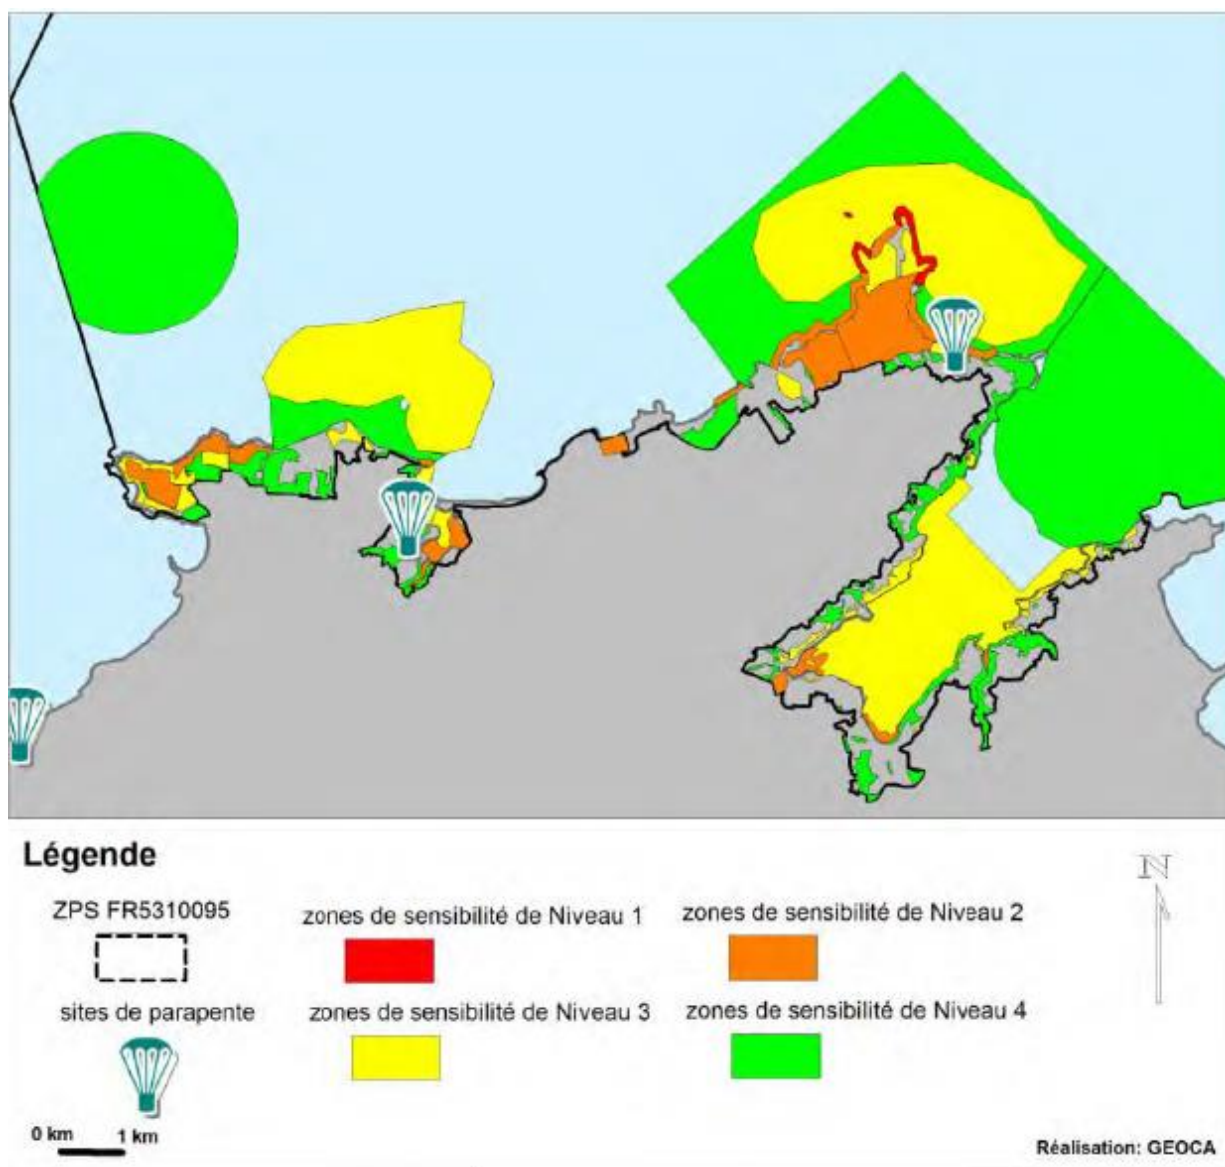 Légende
ZPS FR5310095
zones de sensibilité de Niveau 1
zones de sensibilité de Niveau 2
sites de parapente
zones de sensibilité de Niveau 3
zones de sensibilité de Niveau 4
N
0 km 1 km
Réalisation: GEOCA